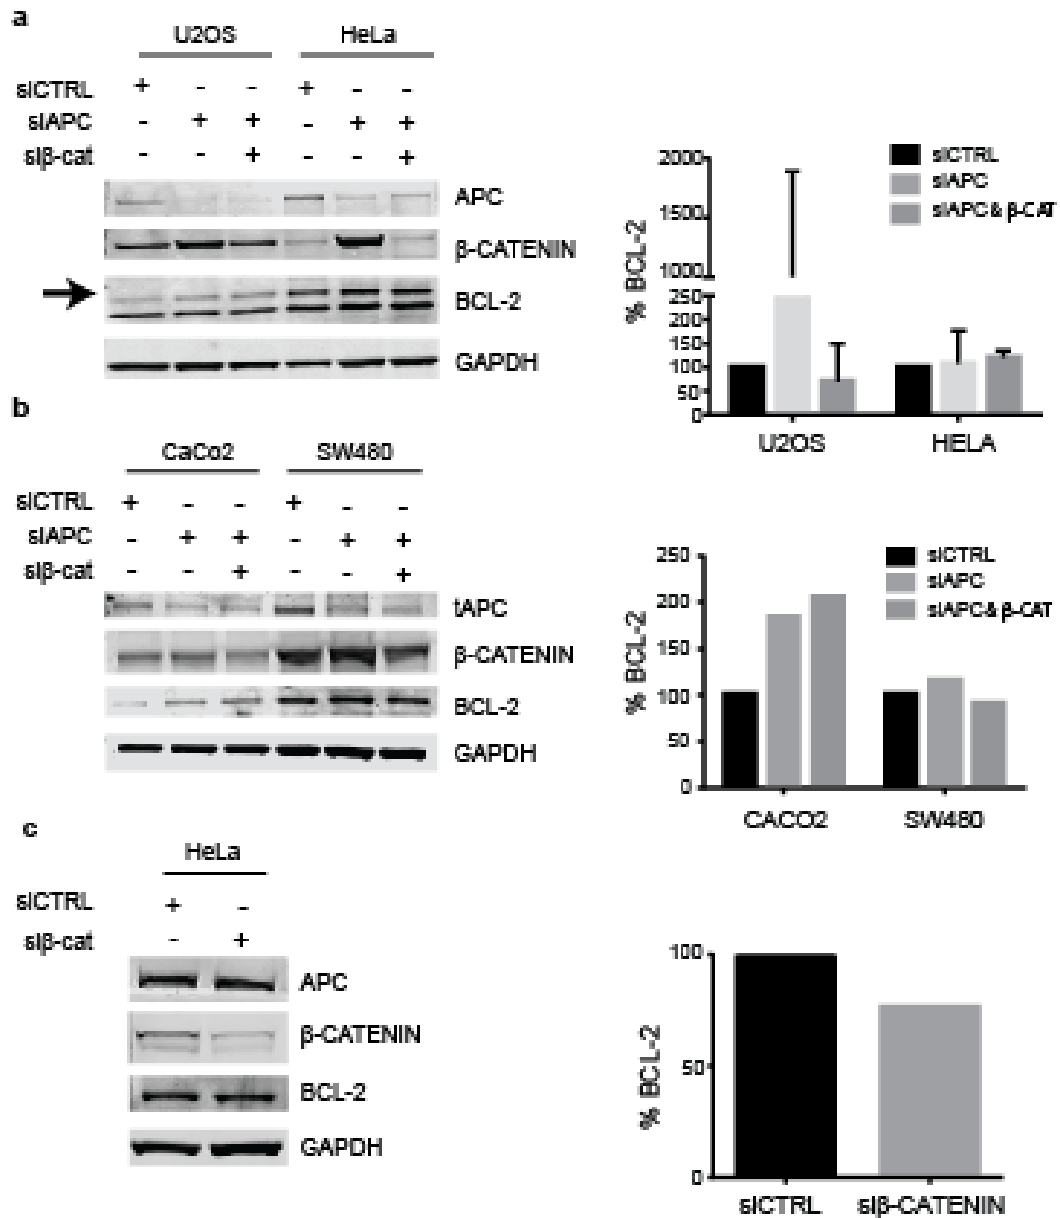 a
U2OS HeLa
siCTRL + - - + - -
siAPC - + + - + +
siβ-cat - - + - - +
APC
β-CATENIN
BCL-2
GAPDH
siCTRL
siAPC
siAPC & β-CAT
% BCL-2
2000
1500
1000
250
200
150
100
50
0
U2OS HELA
b
CaCo2 SW480
siCTRL + - - + - -
siAPC - + + - + +
siβ-cat - - + - - +
tAPC
β-CATENIN
BCL-2
GAPDH
siCTRL
siAPC
siAPC & β-CAT
% BCL-2
250
200
150
100
50
0
CACO2 SW480
c
HeLa
siCTRL + -
siβ-cat - +
APC
β-CATENIN
BCL-2
GAPDH
% BCL-2
100
50
0
siCTRL siβ-CATENIN